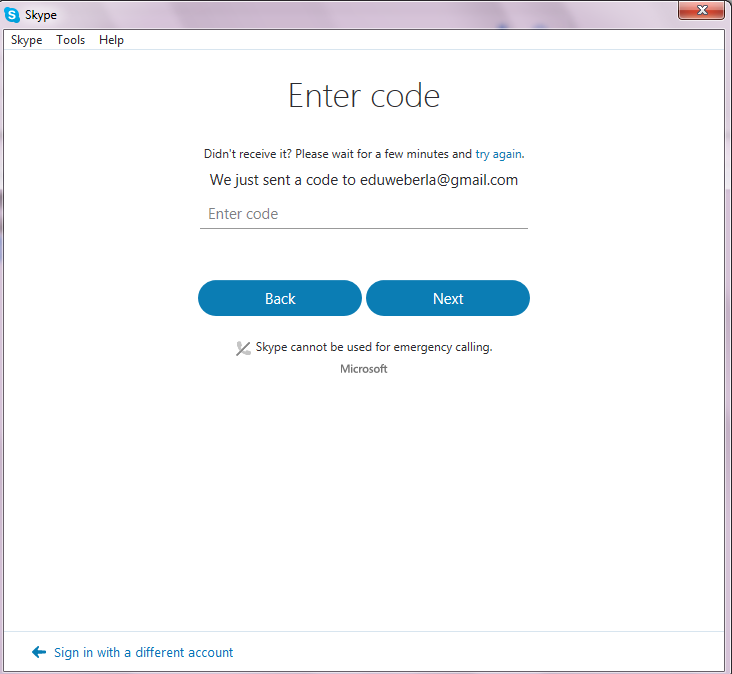 Skype
Skype Tools Help
Enter code
Didn't receive it? Please wait for a few minutes and try again.
We just sent a code to eduweberla@gmail.com
Enter code
Back Next
Skype cannot be used for emergency calling.
Microsoft
Sign in with a different account